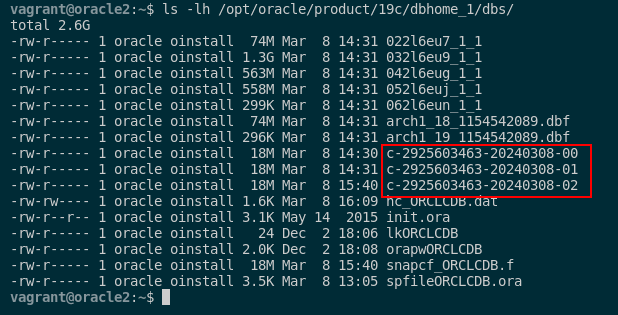 vagrant@oracle2:~$ ls -lh /opt/oracle/product/19c/dbhome_1/dbs/
total 2.6G
-rw-r----- 1 oracle oinstall  74M Mar  8 14:31 022l6eu7_1_1
-rw-r----- 1 oracle oinstall 1.3G Mar  8 14:31 032l6eu9_1_1
-rw-r----- 1 oracle oinstall 563M Mar  8 14:31 042l6eug_1_1
-rw-r----- 1 oracle oinstall 558M Mar  8 14:31 052l6euj_1_1
-rw-r----- 1 oracle oinstall 299K Mar  8 14:31 062l6eun_1_1
-rw-r----- 1 oracle oinstall  74M Mar  8 14:31 arch1_18_1154542089.dbf
-rw-r----- 1 oracle oinstall 296K Mar  8 14:31 arch1_19_1154542089.dbf
-rw-r----- 1 oracle oinstall  18M Mar  8 14:30 c-2925603463-20240308-00
-rw-r----- 1 oracle oinstall  18M Mar  8 14:31 c-2925603463-20240308-01
-rw-r----- 1 oracle oinstall  18M Mar  8 15:40 c-2925603463-20240308-02
-rw-rw---- 1 oracle oinstall 1.6K Mar  8 16:09 hc_ORCLCDB.dat
-rw-r--r-- 1 oracle oinstall 3.1K May 14  2015 init.ora
-rw-r----- 1 oracle oinstall   24 Dec  2 18:06 lkORCLCDB
-rw-r----- 1 oracle oinstall 2.0K Dec  2 18:08 orapwORCLCDB
-rw-r----- 1 oracle oinstall  18M Mar  8 15:40 snapcf_ORCLCDB.f
-rw-r----- 1 oracle oinstall 3.5K Mar  8 13:05 spfileORCLCDB.ora
vagrant@oracle2:~$